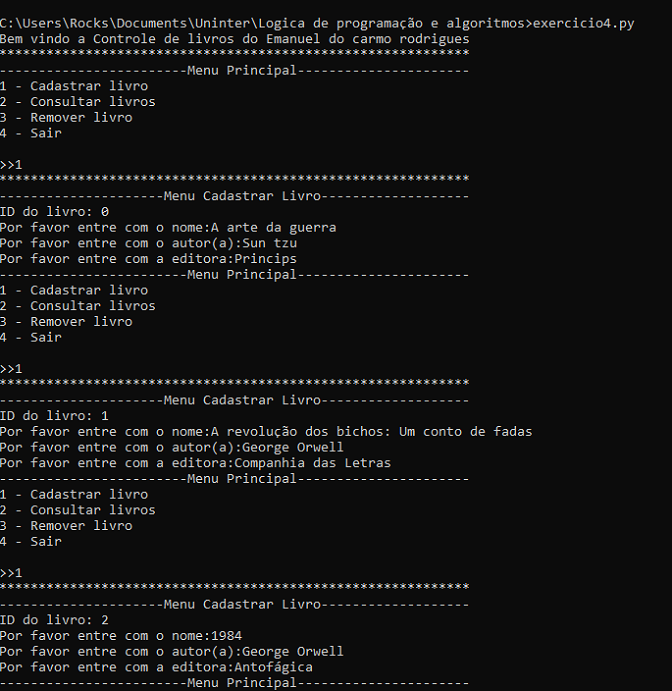 C:\Users\Rocks\Documents\Uninter\Logica de programação e algoritmos>exercicio4.py
Bem vindo a Controle de livros do Emanuel do carmo rodrigues
************************************************************
------------------------Menu Principal----------------------
1 - Cadastrar livro
2 - Consultar livros
3 - Remover livro
4 - Sair
>>1
************************************************************
---------------------Menu Cadastrar Livro-------------------
ID do livro: 0
Por favor entre com o nome:A arte da guerra
Por favor entre com o autor(a):Sun tzu
Por favor entre com a editora:Princips
------------------------Menu Principal----------------------
1 - Cadastrar livro
2 - Consultar livros
3 - Remover livro
4 - Sair
>>1
************************************************************
---------------------Menu Cadastrar Livro-------------------
ID do livro: 1
Por favor entre com o nome:A revolução dos bichos: Um conto de fadas
Por favor entre com o autor(a):George Orwell
Por favor entre com a editora:Companhia das Letras
------------------------Menu Principal----------------------
1 - Cadastrar livro
2 - Consultar livros
3 - Remover livro
4 - Sair
>>1
************************************************************
---------------------Menu Cadastrar Livro-------------------
ID do livro: 2
Por favor entre com o nome:1984
Por favor entre com o autor(a):George Orwell
Por favor entre com a editora:Antofágica
------------------------Menu Principal----------------------